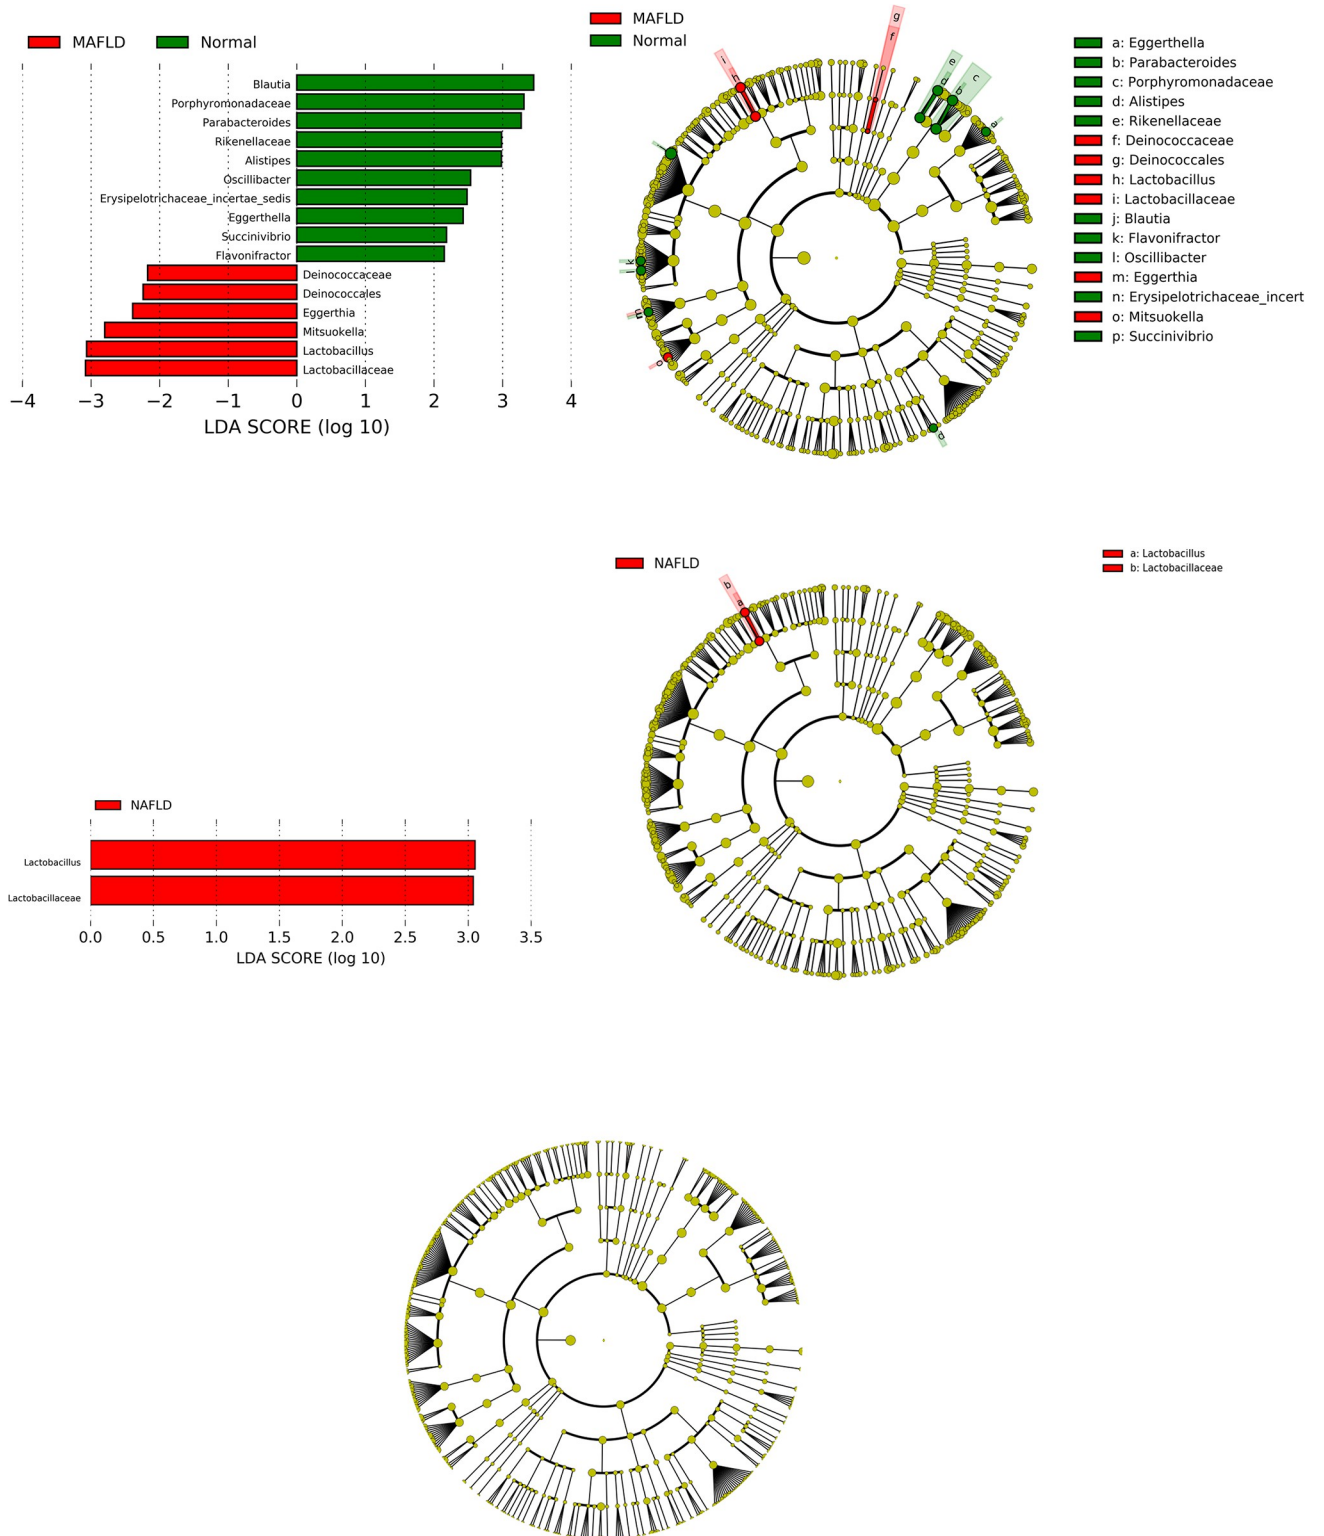 MAFLD
Normal
Blautia
Porphyromonadaceae
Parabacteroides
Rikenellaceae
Alistipes
Oscillibacter
Erysipelotrichaceae_incertae_sedis
Eggerthella
Succinivibrio
Flavonifractor
Deinococcaceae
Deinococcales
Eggerthia
Mitsuokella
Lactobacillus
Lactobacillaceae
−4 −3 −2 −1 0 1 2 3 4
LDA SCORE (log 10)
MAFLD
Normal
g
f
i
h
e
d
c
b
a
k
l
m
o
p
a: Eggerthella
b: Parabacteroides
c: Porphyromonadaceae
d: Alistipes
e: Rikenellaceae
f: Deinococcaceae
g: Deinococcales
h: Lactobacillus
i: Lactobacillaceae
j: Blautia
k: Flavonifractor
l: Oscillibacter
m: Eggerthia
n: Erysipelotrichaceae_incert
o: Mitsuokella
p: Succinivibrio
NAFLD
b
a
a: Lactobacillus
b: Lactobacillaceae
NAFLD
Lactobacillus
Lactobacillaceae
0.0 0.5 1.0 1.5 2.0 2.5 3.0 3.5
LDA SCORE (log 10)